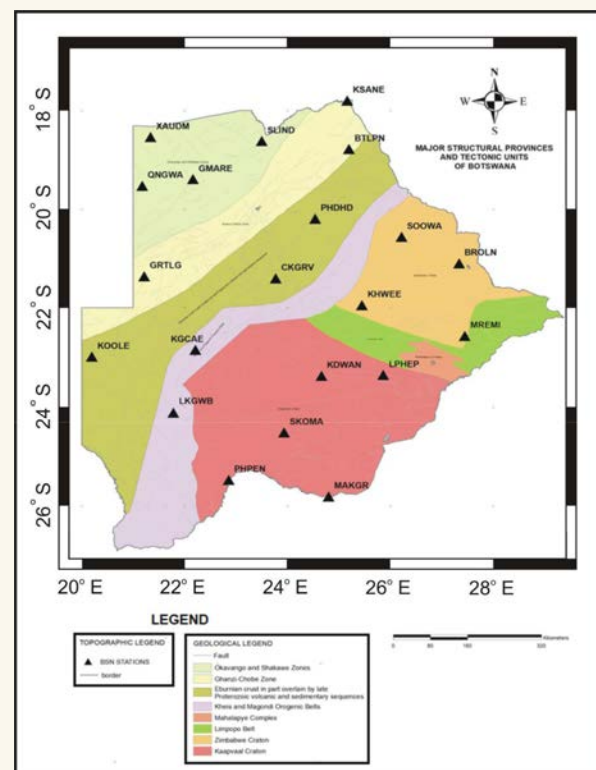 N
W E
S
MAJOR STRUCTURAL PROVINCES
AND TECTONIC UNITS
OF BOTSWANA
KSANE
18° S
XAUDM
SLIND
BTLPN
QNGWA
GMARE
20° S
PHDHD
SOOWA
BROLN
GRTLG
CKGRV
KHWEE
22° S
MREMI
KOOLE
KGCAE
KDWAN
LPHEP
24° S
LKGWB
SKOMA
PHPEN
MAKGR
26° S
20° E 22° E 24° E 26° E 28° E
LEGEND
TOPOGRAPHIC LEGEND
BSN STATIONS
border
GEOLOGICAL LEGEND
Fault
Okavango and Shakawe Zones
Ghanzi-Chobe Zone
Eburnian crust in part overlain by late
Proterozoic volcanic and sedimentary sequences
Kheis and Magondi Orogenic Belts
Mahalapye Complex
Limpopo Belt
Zimbabwe Craton
Kaapvaal Craton
0 80 160 320
Kilometers